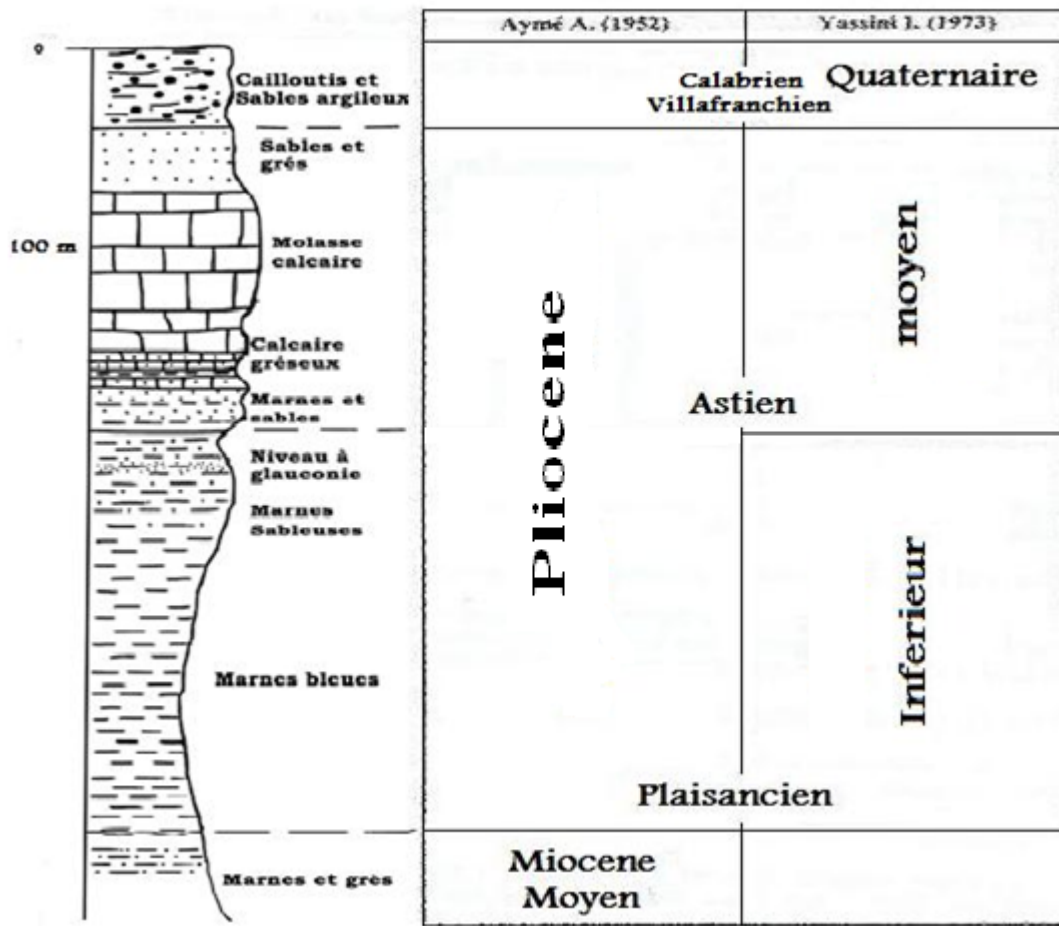 Aymé A. (1952)
Yassini I. (1973)
0
Cailloutis et
Sables argileux
Calabrien
Villafranchien
Quaternaire
Sables et
grés
100 m
Molasse
calcaire
Calcaire
gréseux
Marnes et
sables
Pliocene
moyen
Astien
Niveau à
glauconie
Marnes
Sableuses
Inferieur
Marnes bleues
Plaisancien
Marnes et grès
Miocene
Moyen